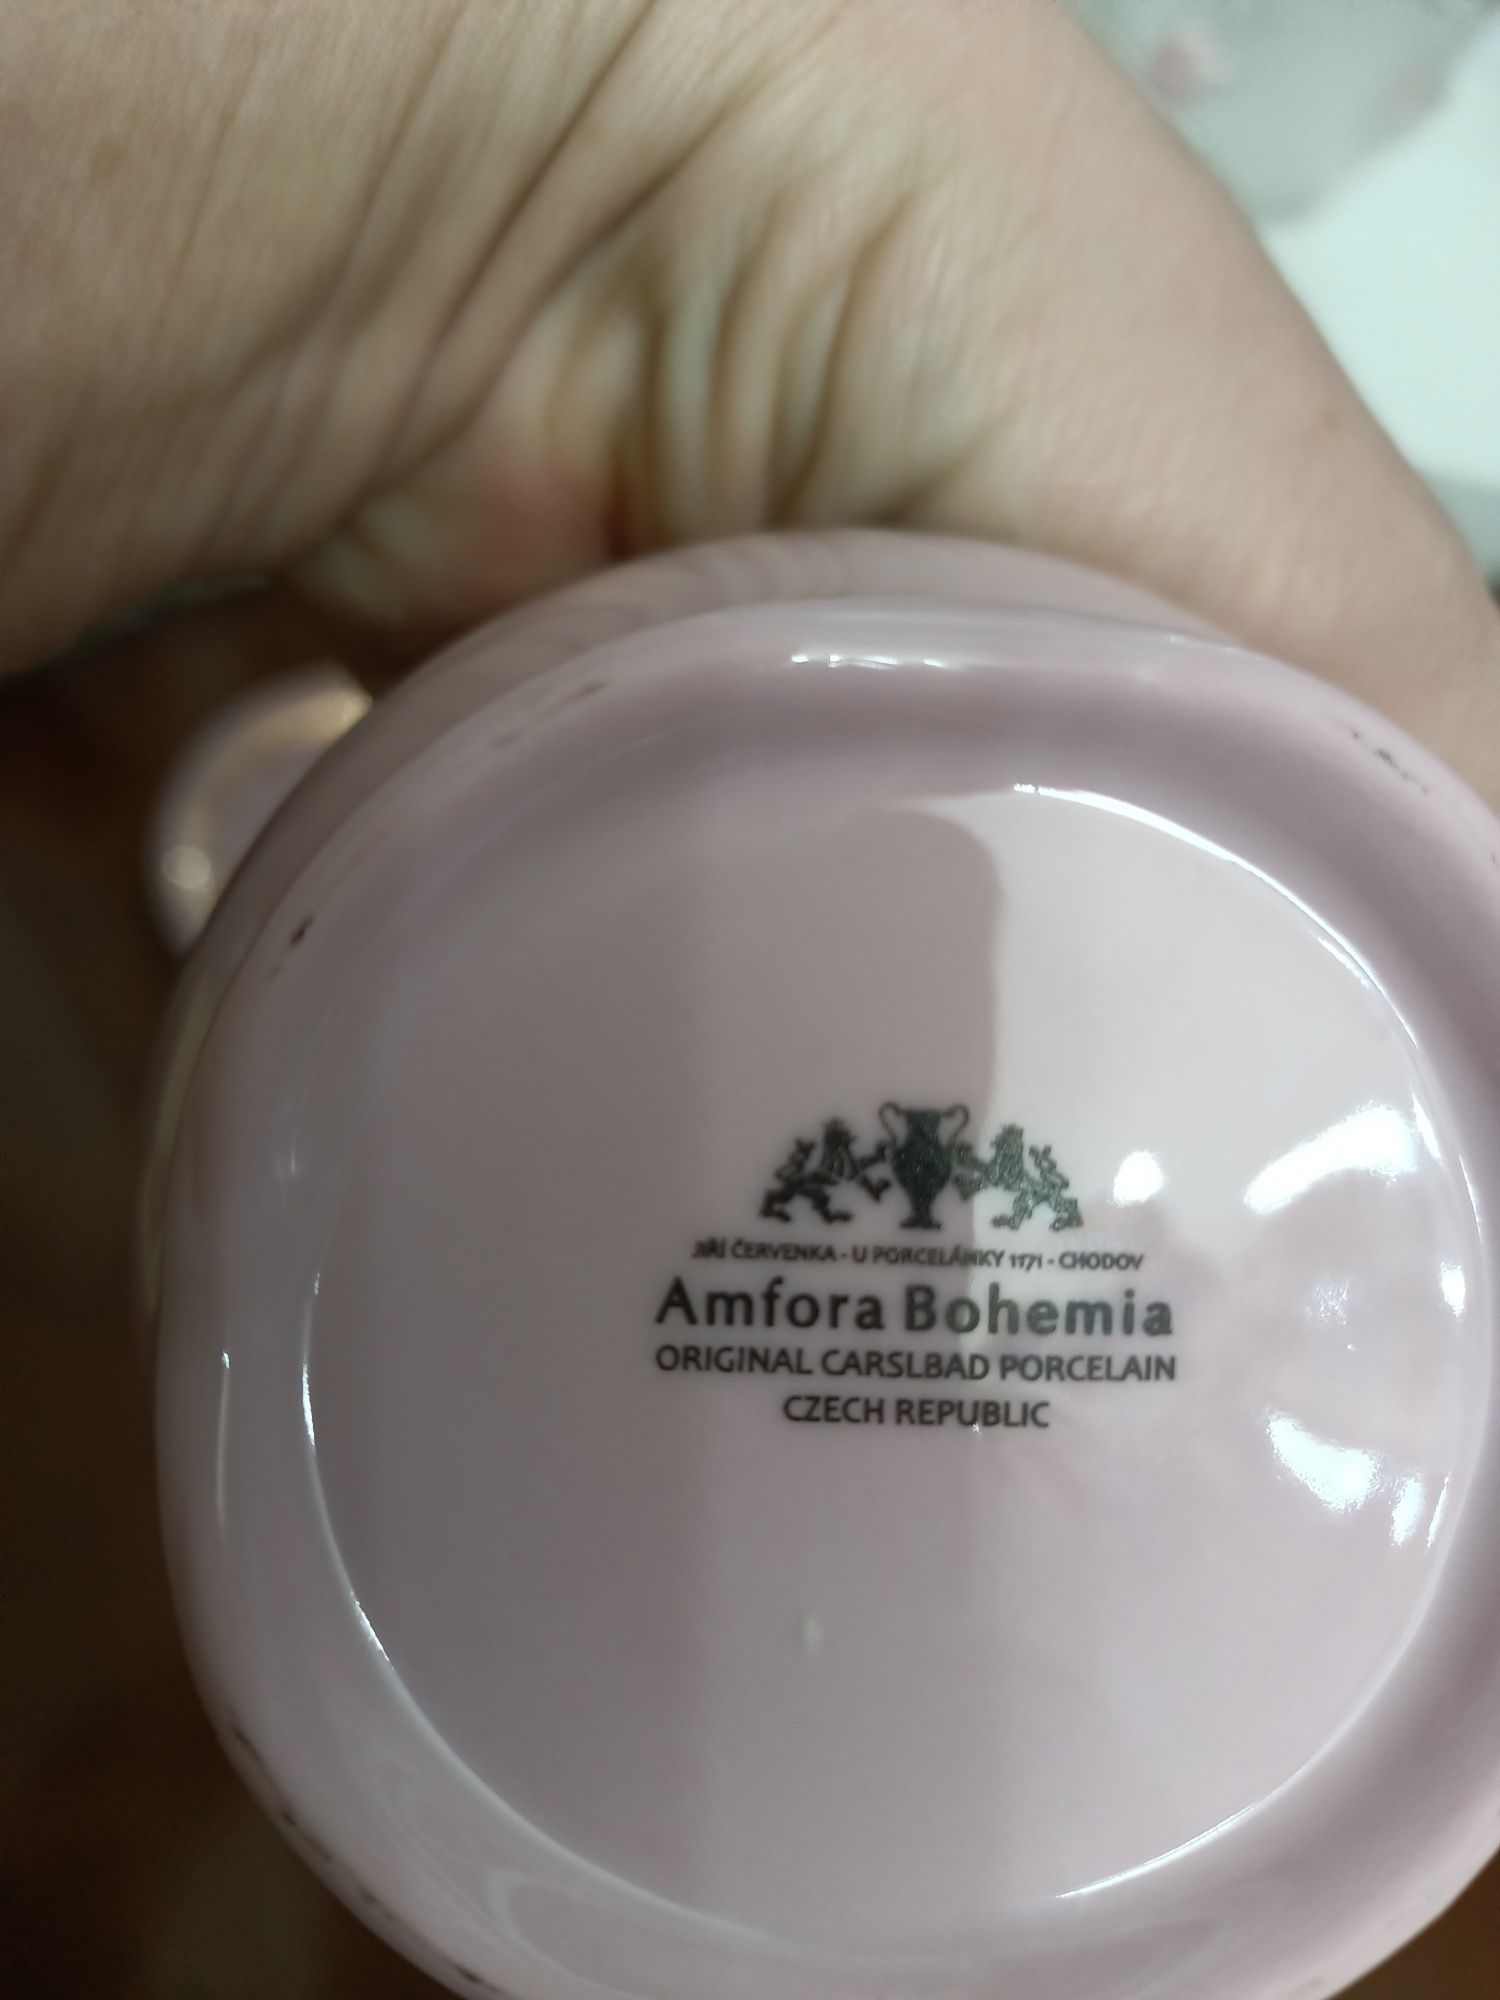 JIŘÍ ČERVENKA - U PORCELÁNKY 1171 - CHODOV
Amfora Bohemia
ORIGINAL CARSLBAD PORCELAIN
CZECH REPUBLIC